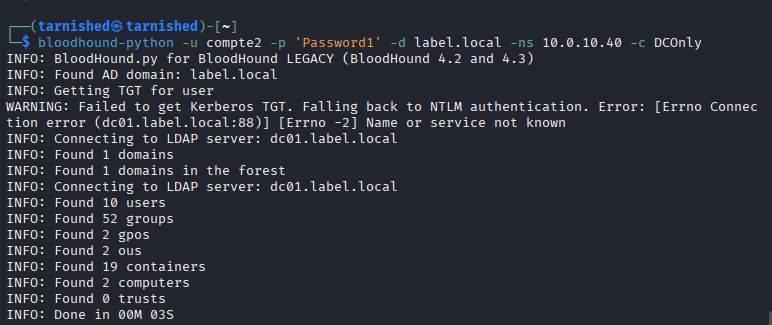 ┌──(tarnished㉿tarnished)-[~]
└─$ bloodhound-python -u compte2 -p 'Password1' -d label.local -ns 10.0.10.40 -c DCOnly
INFO: BloodHound.py for BloodHound LEGACY (BloodHound 4.2 and 4.3)
INFO: Found AD domain: label.local
INFO: Getting TGT for user
WARNING: Failed to get Kerberos TGT. Falling back to NTLM authentication. Error: [Errno Connec
tion error (dc01.label.local:88)] [Errno -2] Name or service not known
INFO: Connecting to LDAP server: dc01.label.local
INFO: Found 1 domains
INFO: Found 1 domains in the forest
INFO: Connecting to LDAP server: dc01.label.local
INFO: Found 10 users
INFO: Found 52 groups
INFO: Found 2 gpos
INFO: Found 2 ous
INFO: Found 19 containers
INFO: Found 2 computers
INFO: Found 0 trusts
INFO: Done in 00M 03S